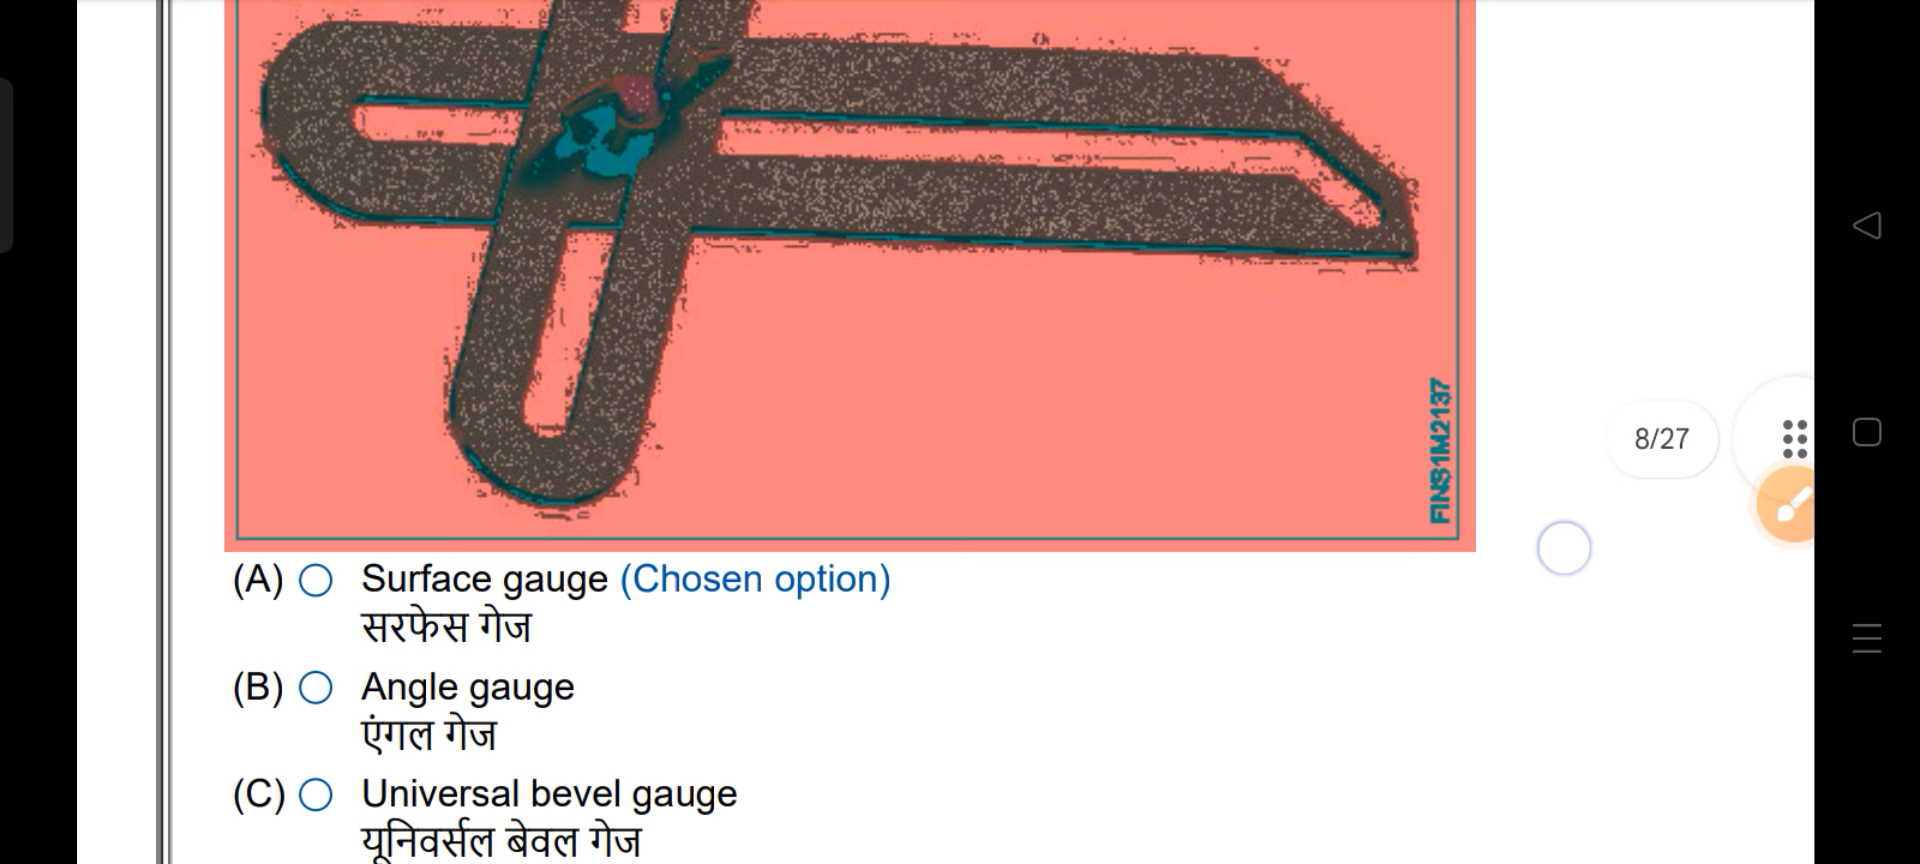 FINS1M2137
8/27
(A) Surface gauge (Chosen option)
सरफेस गेज
(B) Angle gauge
एंगल गेज
(C) Universal bevel gauge
यूनिवर्सल बेवल गेज